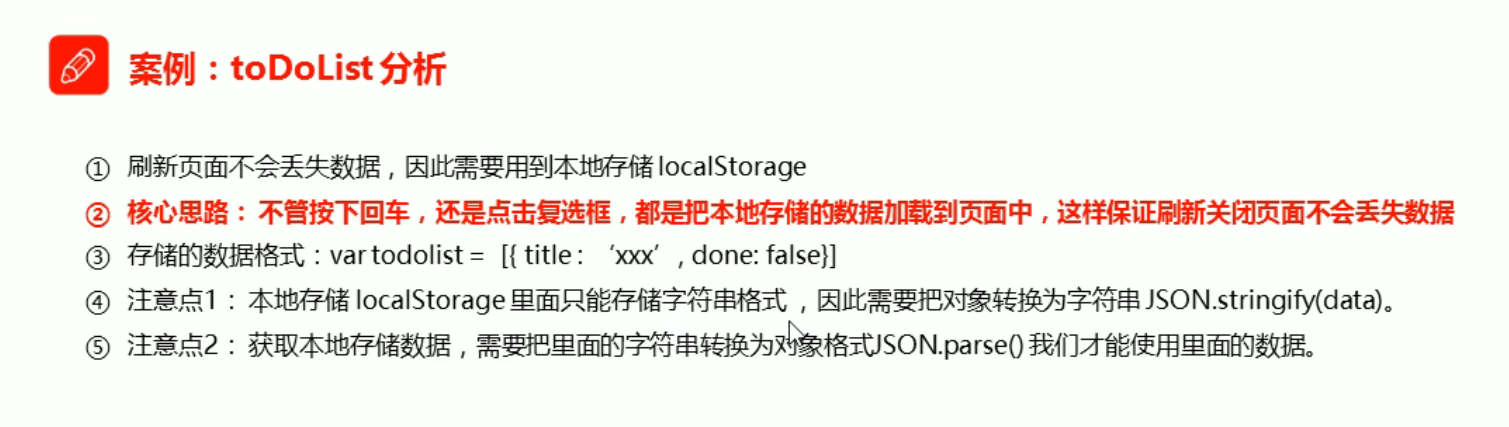 案例：toDoList 分析
① 刷新页面不会丢失数据，因此需要用到本地存储 localStorage
② 核心思路： 不管按下回车，还是点击复选框，都是把本地存储的数据加载到页面中，这样保证刷新关闭页面不会丢失数据
③ 存储的数据格式：var todolist = [{ title : ‘xxx’, done: false}]
④ 注意点1： 本地存储 localStorage 里面只能存储字符串格式 ，因此需要把对象转换为字符串 JSON.stringify(data)。
⑤ 注意点2： 获取本地存储数据，需要把里面的字符串转换为对象格式JSON.parse() 我们才能使用里面的数据。